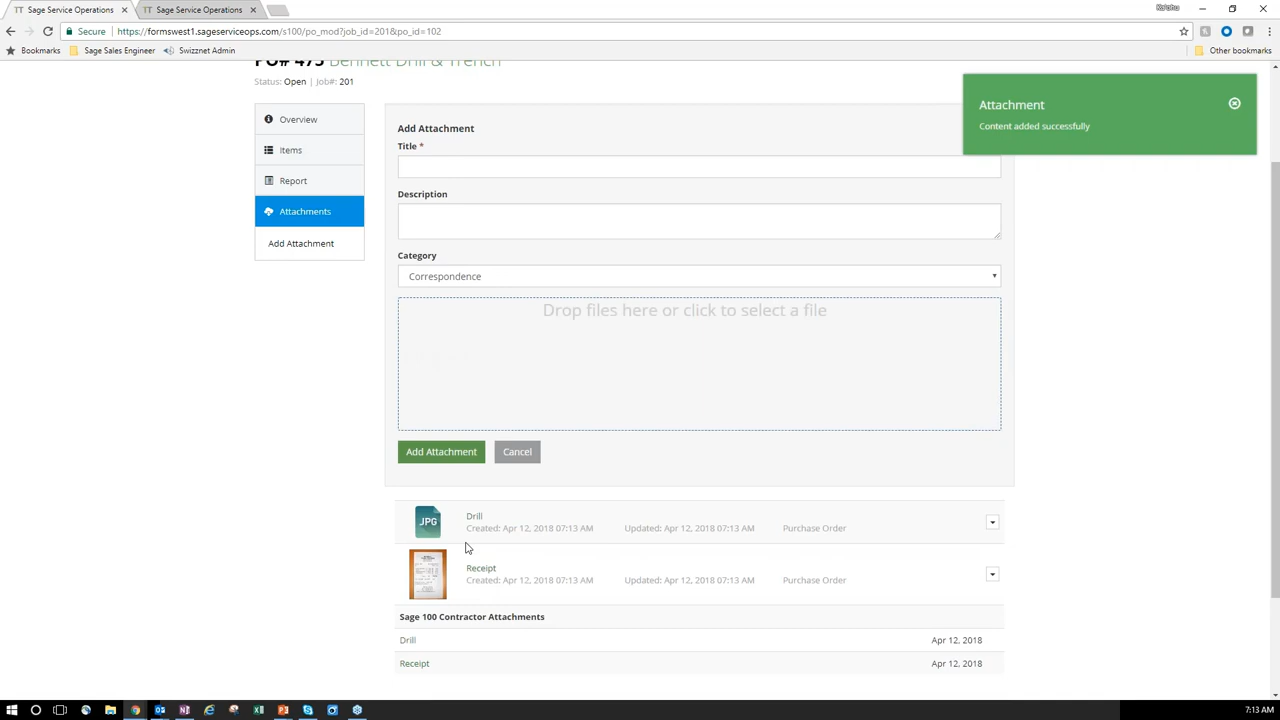 Sage Service Operations
Sage Service Operations
Secure
https://formswest1.sageserviceops.com/s100/po_mod?job_id=201&po_id=102
Bookmarks
Sage Sales Engineer
Swizznet Admin
Other bookmarks
PO# 475 Bennett Drill & Trench
Status: Open | Job#: 201
Overview
Items
Report
Attachments
Add Attachment
Add Attachment
Title *
Description
Category
Correspondence
Drop files here or click to select a file
Add Attachment
Cancel
Attachment
Content added successfully
JPG
Drill
Created: Apr 12, 2018 07:13 AM
Updated: Apr 12, 2018 07:13 AM
Purchase Order
Receipt
Created: Apr 12, 2018 07:13 AM
Updated: Apr 12, 2018 07:13 AM
Purchase Order
Sage 100 Contractor Attachments
Drill
Apr 12, 2018
Receipt
Apr 12, 2018
7:13 AM